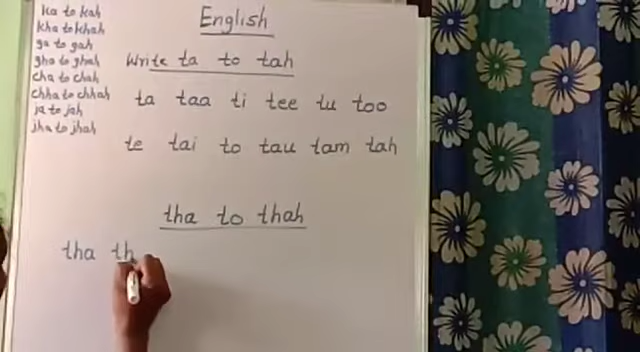 ka to kah
kha to khah
ga to gah
gha to ghah
cha to chah
chha to chhah
ja to jah
jha to jhah
English
Write ta to tah
ta taa ti tee tu too
te tai to tau tam tah
tha to thah
tha th